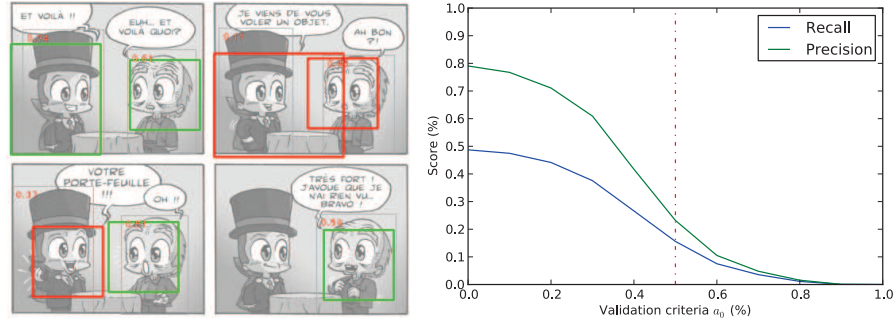 ET VOILÀ !!
EUH... ET
VOILÀ QUOI?
JE VIENS DE VOUS
VOLER UN OBJET.
AH BON
?!
VOTRE
PORTE-FEUILLE
!!!
OH !!
0.37
TRÈS FORT !
J'AVOUE QUE JE
N'AI RIEN VU...
BRAVO !
Recall
Precision
Score (%)
1.0
0.9
0.8
0.7
0.6
0.5
0.4
0.3
0.2
0.1
0.0
0.0 0.2 0.4 0.6 0.8 1.0
Validation criteria a₀ (%)